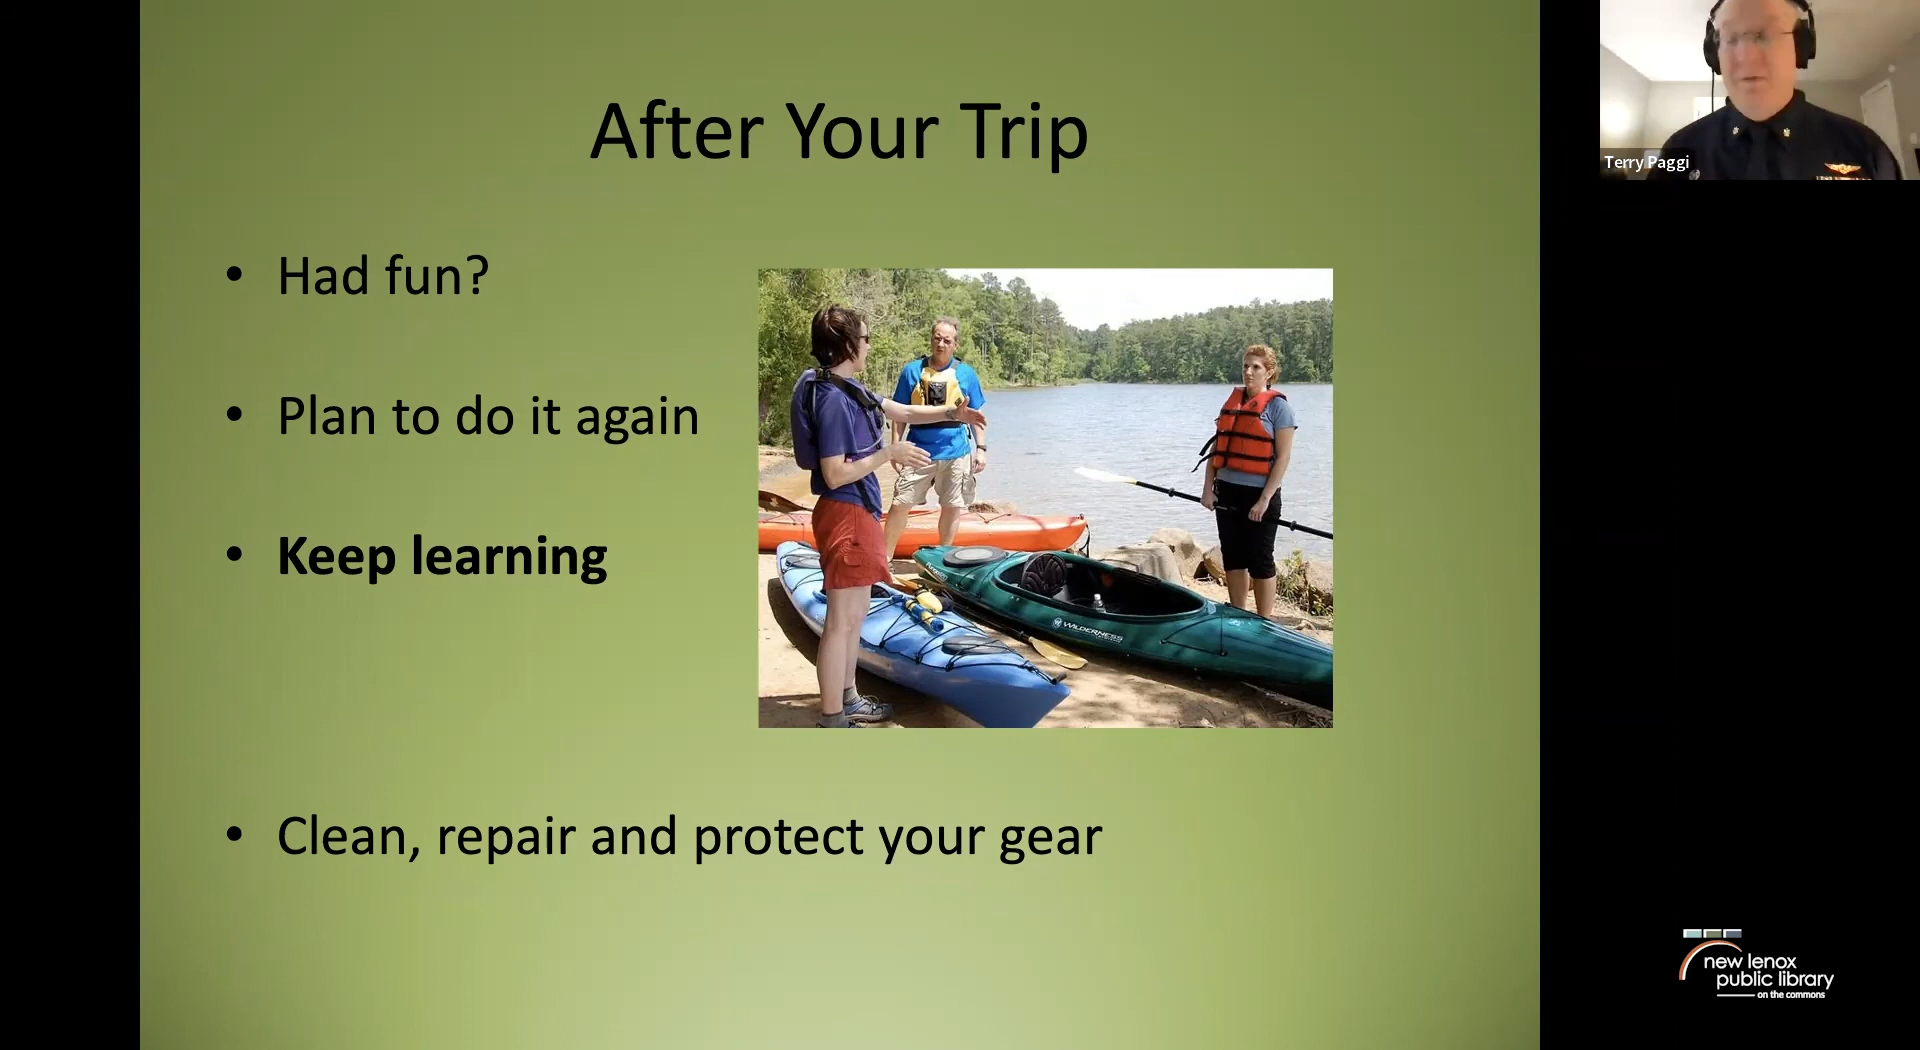 After Your Trip
• Had fun?
• Plan to do it again
• Keep learning
• Clean, repair and protect your gear
WILDERNESS
Terry Paggi
new lenox
public library
on the commons